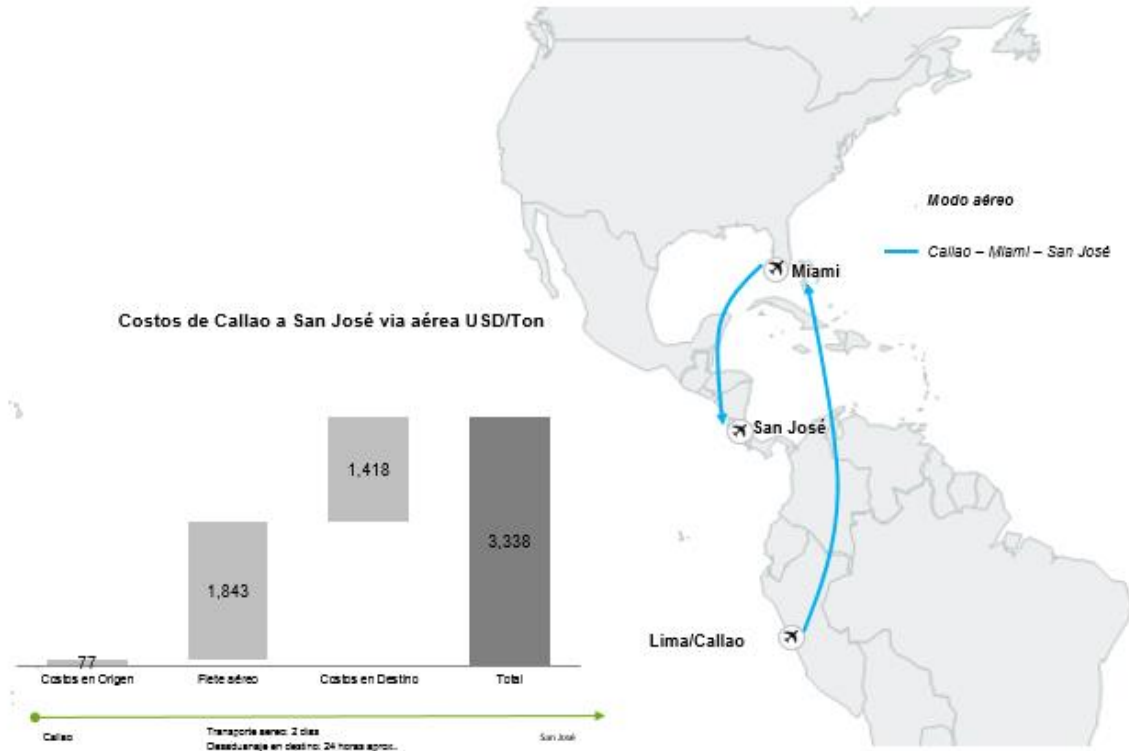 Modo aéreo
Callao – Miami – San José
Miami
San José
Lima/Callao
Costos de Callao a San José via aérea USD/Ton
77
1,843
1,418
3,338
Costos en Origen
Flete aéreo
Costos en Destino
Total
Callao
Transporte aereo: 2 dias
Desaduanaje en destino: 24 horas aprox..
San José